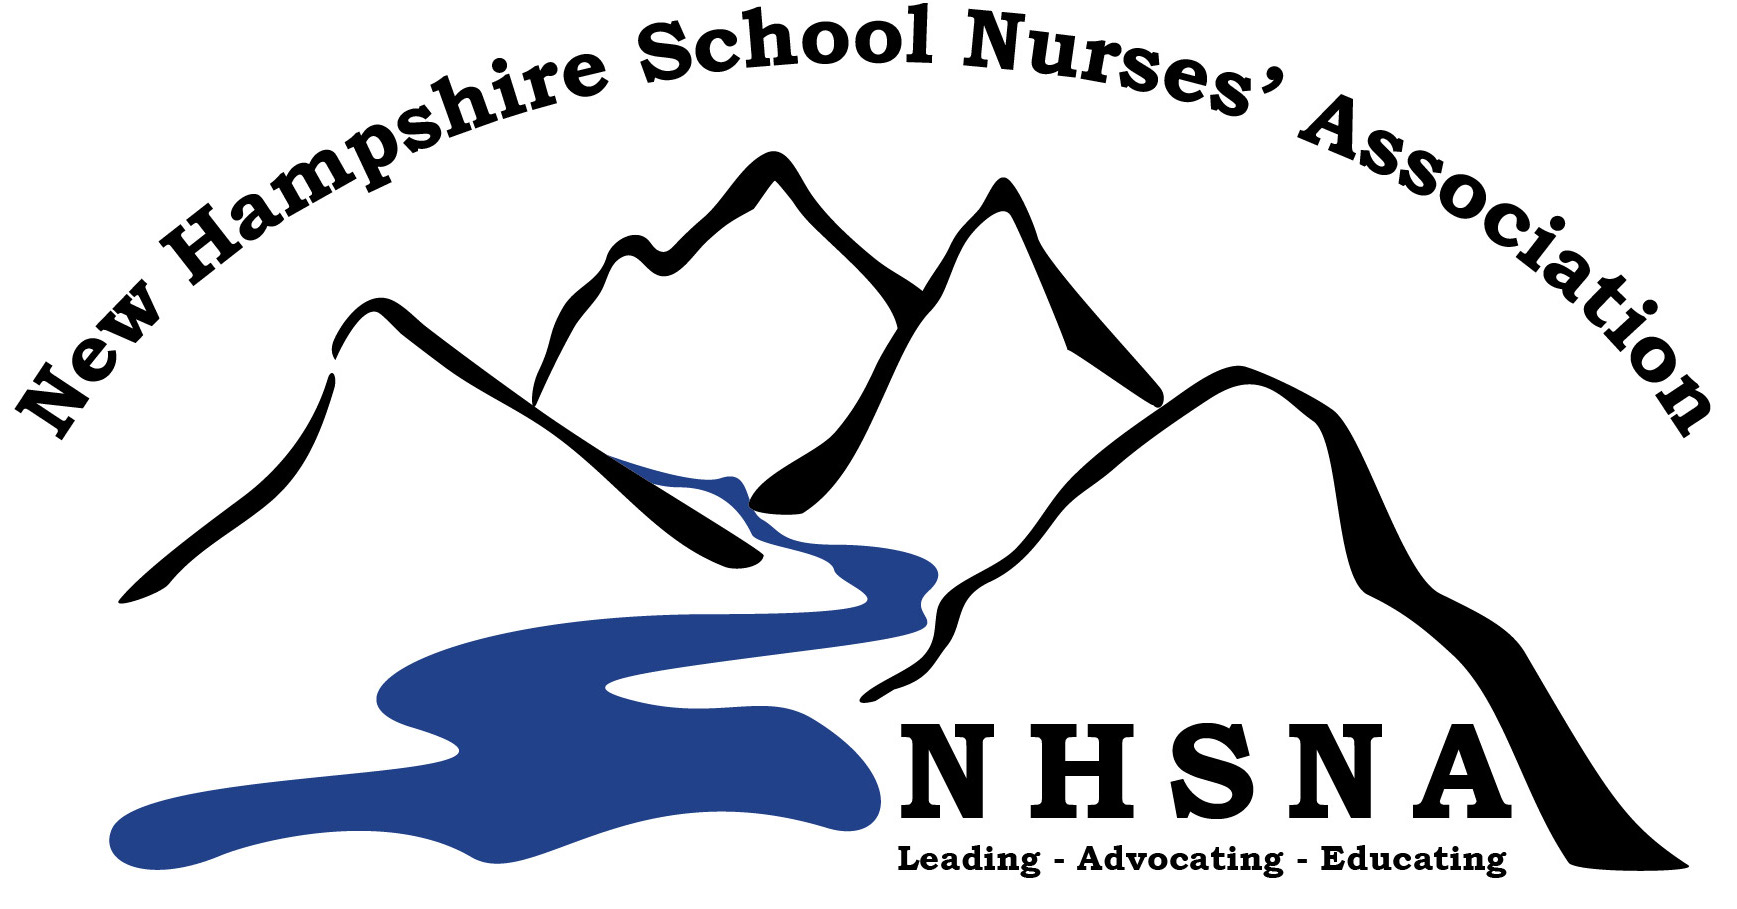 New Hampshire School Nurses’ Association
NHSNA
Leading - Advocating - Educating